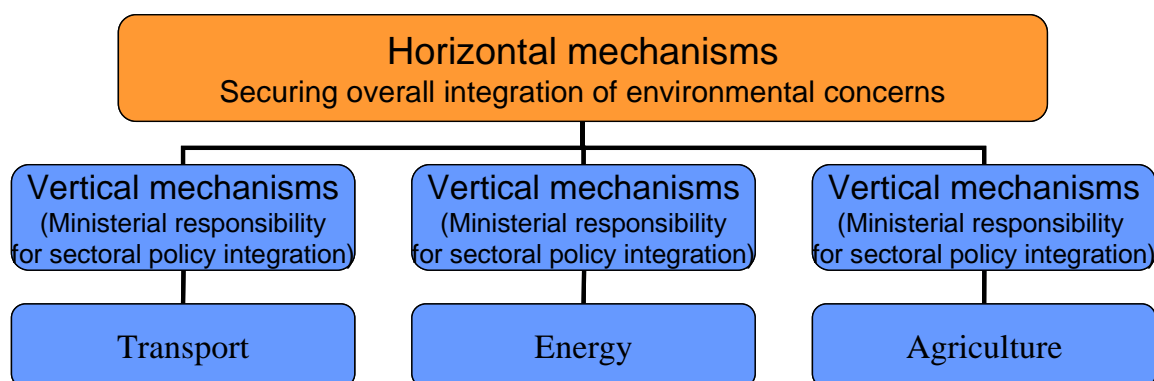 Horizontal mechanisms
Securing overall integration of environmental concerns
Vertical mechanisms
(Ministerial responsibility
for sectoral policy integration)
Vertical mechanisms
(Ministerial responsibility
for sectoral policy integration)
Vertical mechanisms
(Ministerial responsibility
for sectoral policy integration)
Transport
Energy
Agriculture